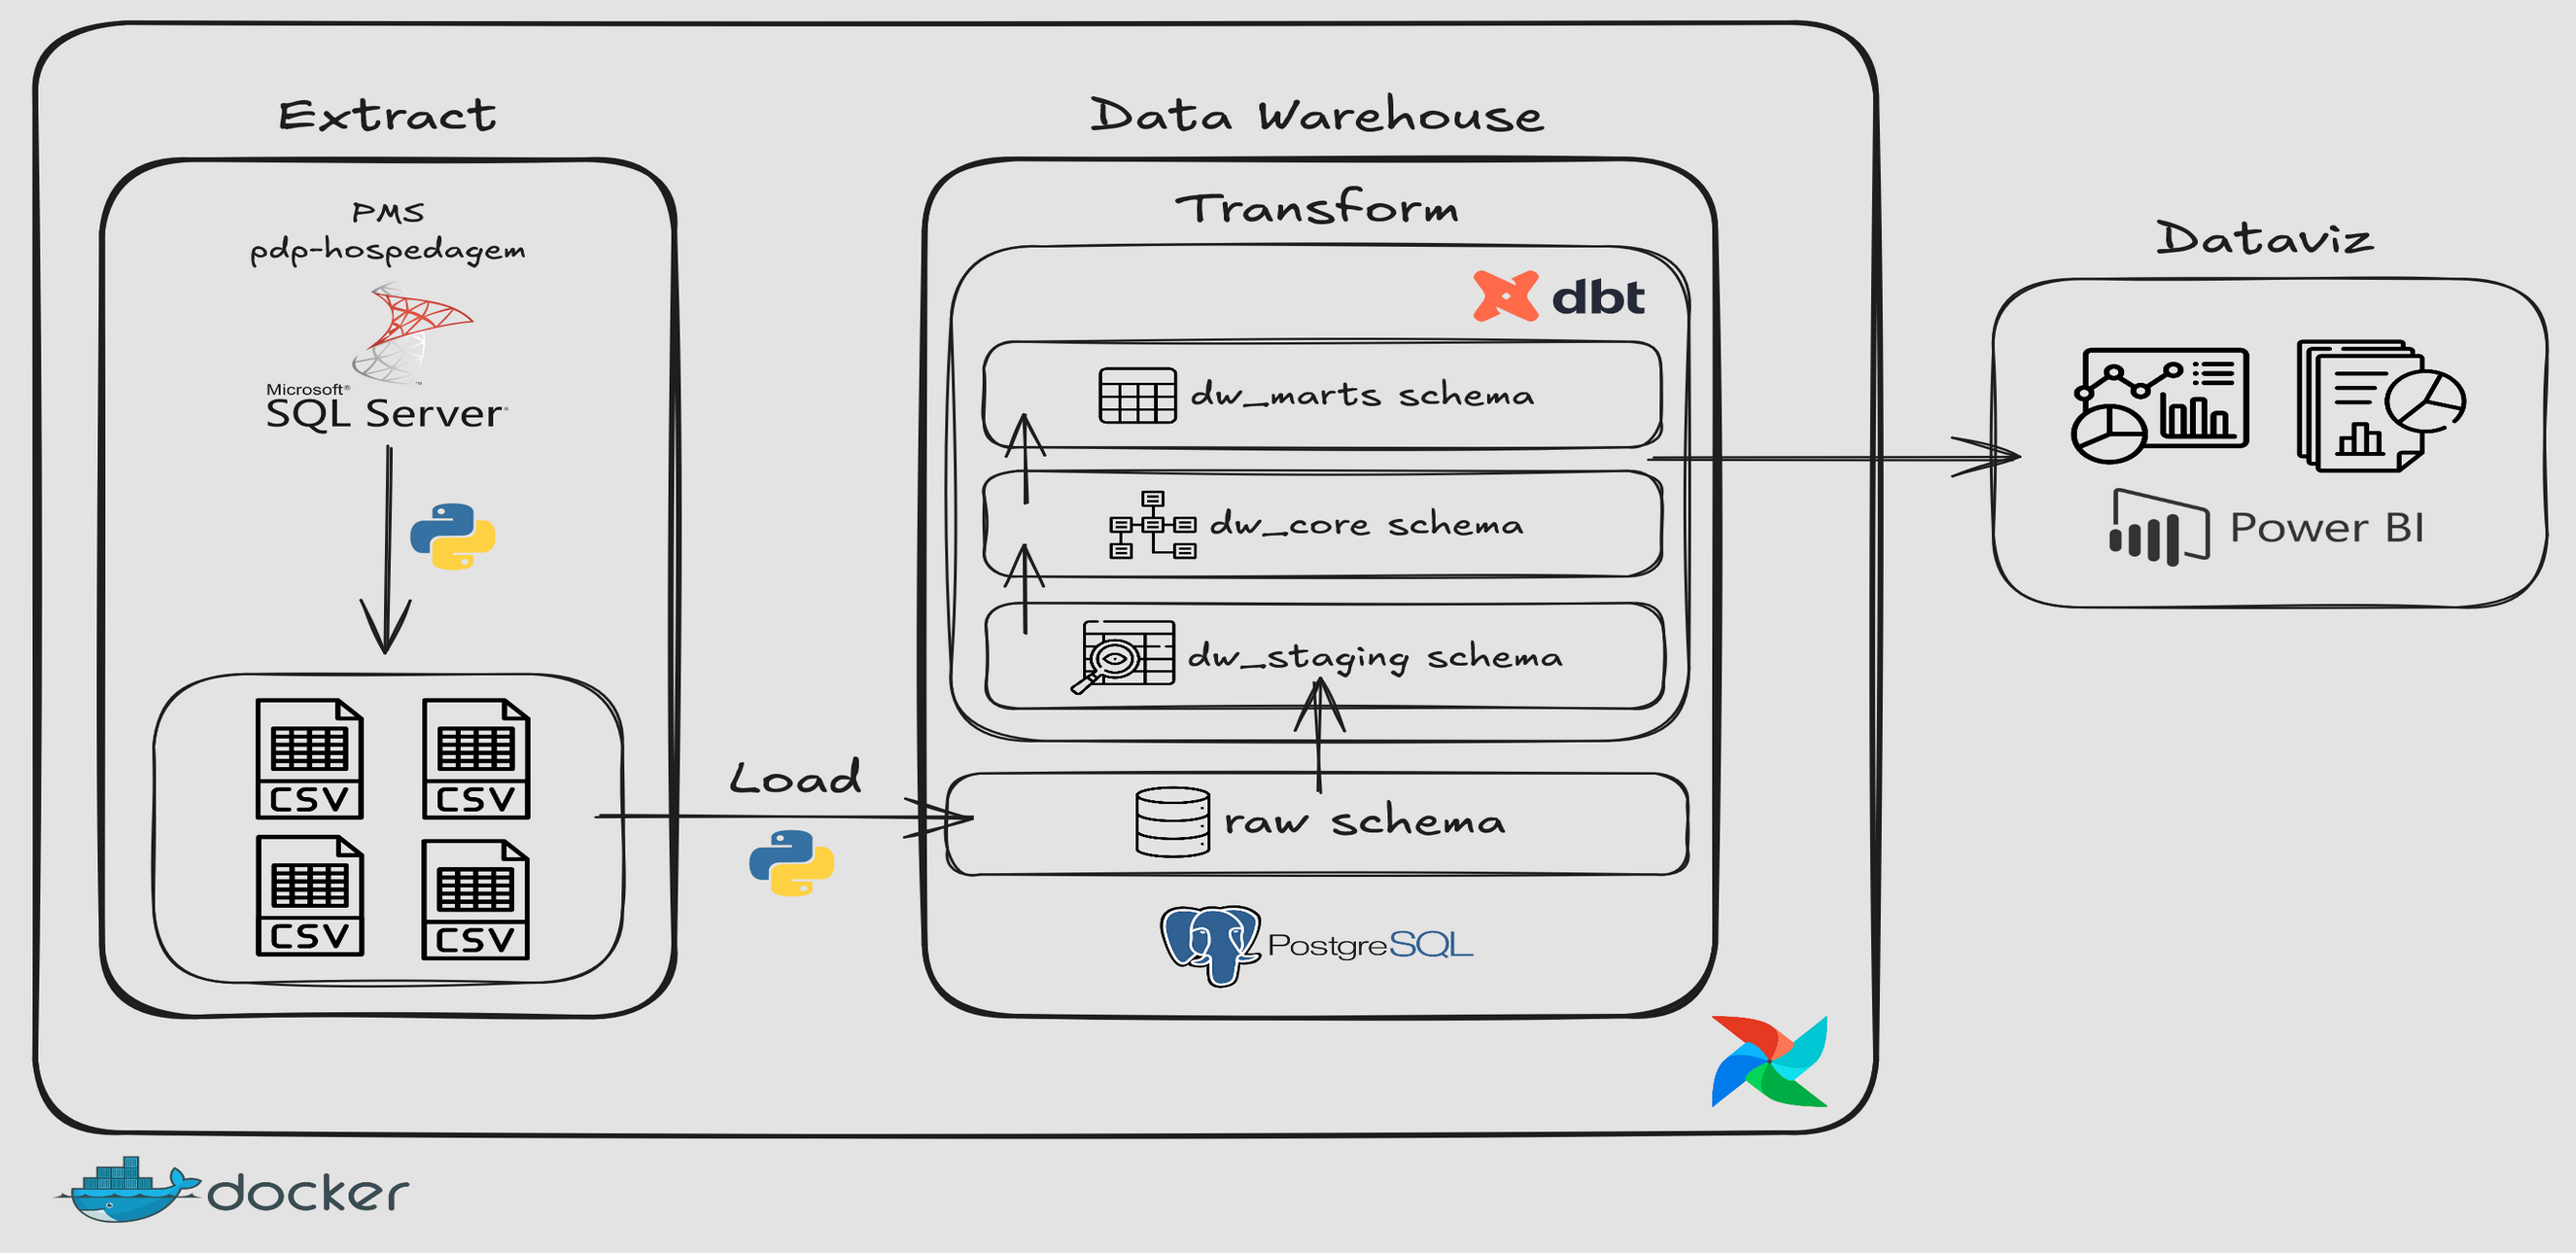 Extract
PMS
pdp-hospedagem
Microsoft®
SQL Server®
CSV
CSV
CSV
CSV
Load
Data Warehouse
Transform
dbt
dw_marts schema
dw_core schema
dw_staging schema
raw schema
PostgreSQL
Dataviz
Power BI
docker